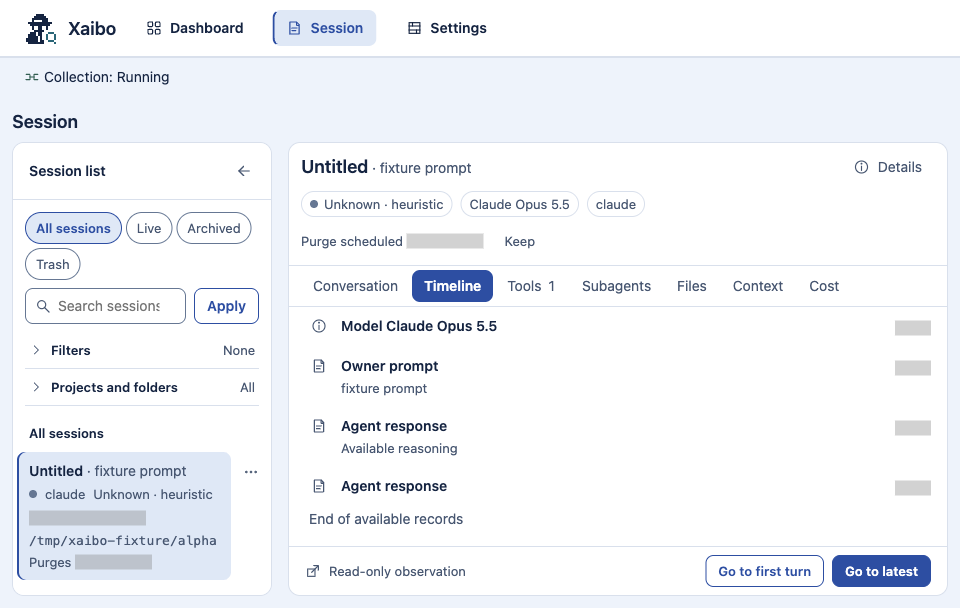 Xaibo
Dashboard
Session
Settings
Collection: Running
Session
Session list
All sessions
Live
Archived
Trash
Search sessions
Apply
Filters
None
Projects and folders
All
All sessions
Untitled · fixture prompt
claude Unknown · heuristic
/tmp/xaibo-fixture/alpha
Purges
Untitled · fixture prompt
Details
Unknown · heuristic
Claude Opus 5.5
claude
Purge scheduled
Keep
Conversation
Timeline
Tools 1
Subagents
Files
Context
Cost
Model Claude Opus 5.5
Owner prompt
fixture prompt
Agent response
Available reasoning
Agent response
End of available records
Read-only observation
Go to first turn
Go to latest